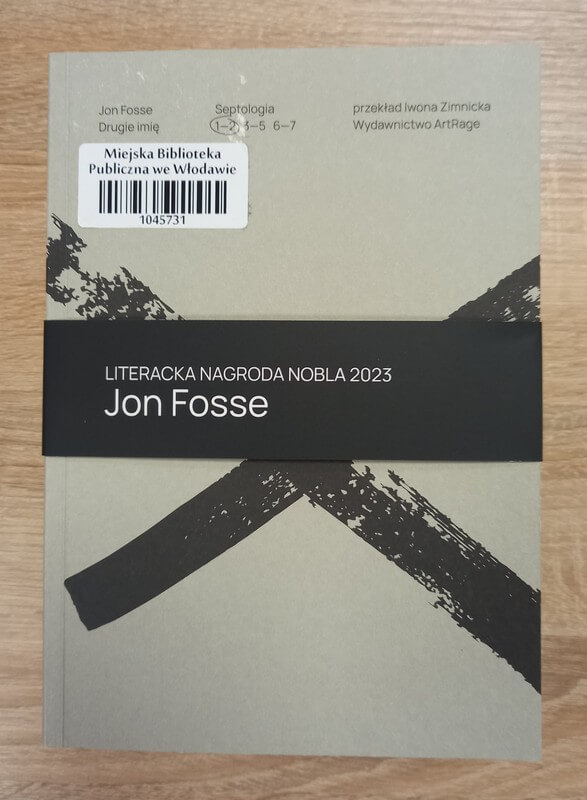 Jon Fosse
Drugie imię
Septologia
1—2 3—5 6—7
przekład Iwona Zimnicka
Wydawnictwo ArtRage
Miejska Biblioteka
Publiczna we Włodawie
1045731
LITERACKA NAGRODA NOBLA 2023
Jon Fosse